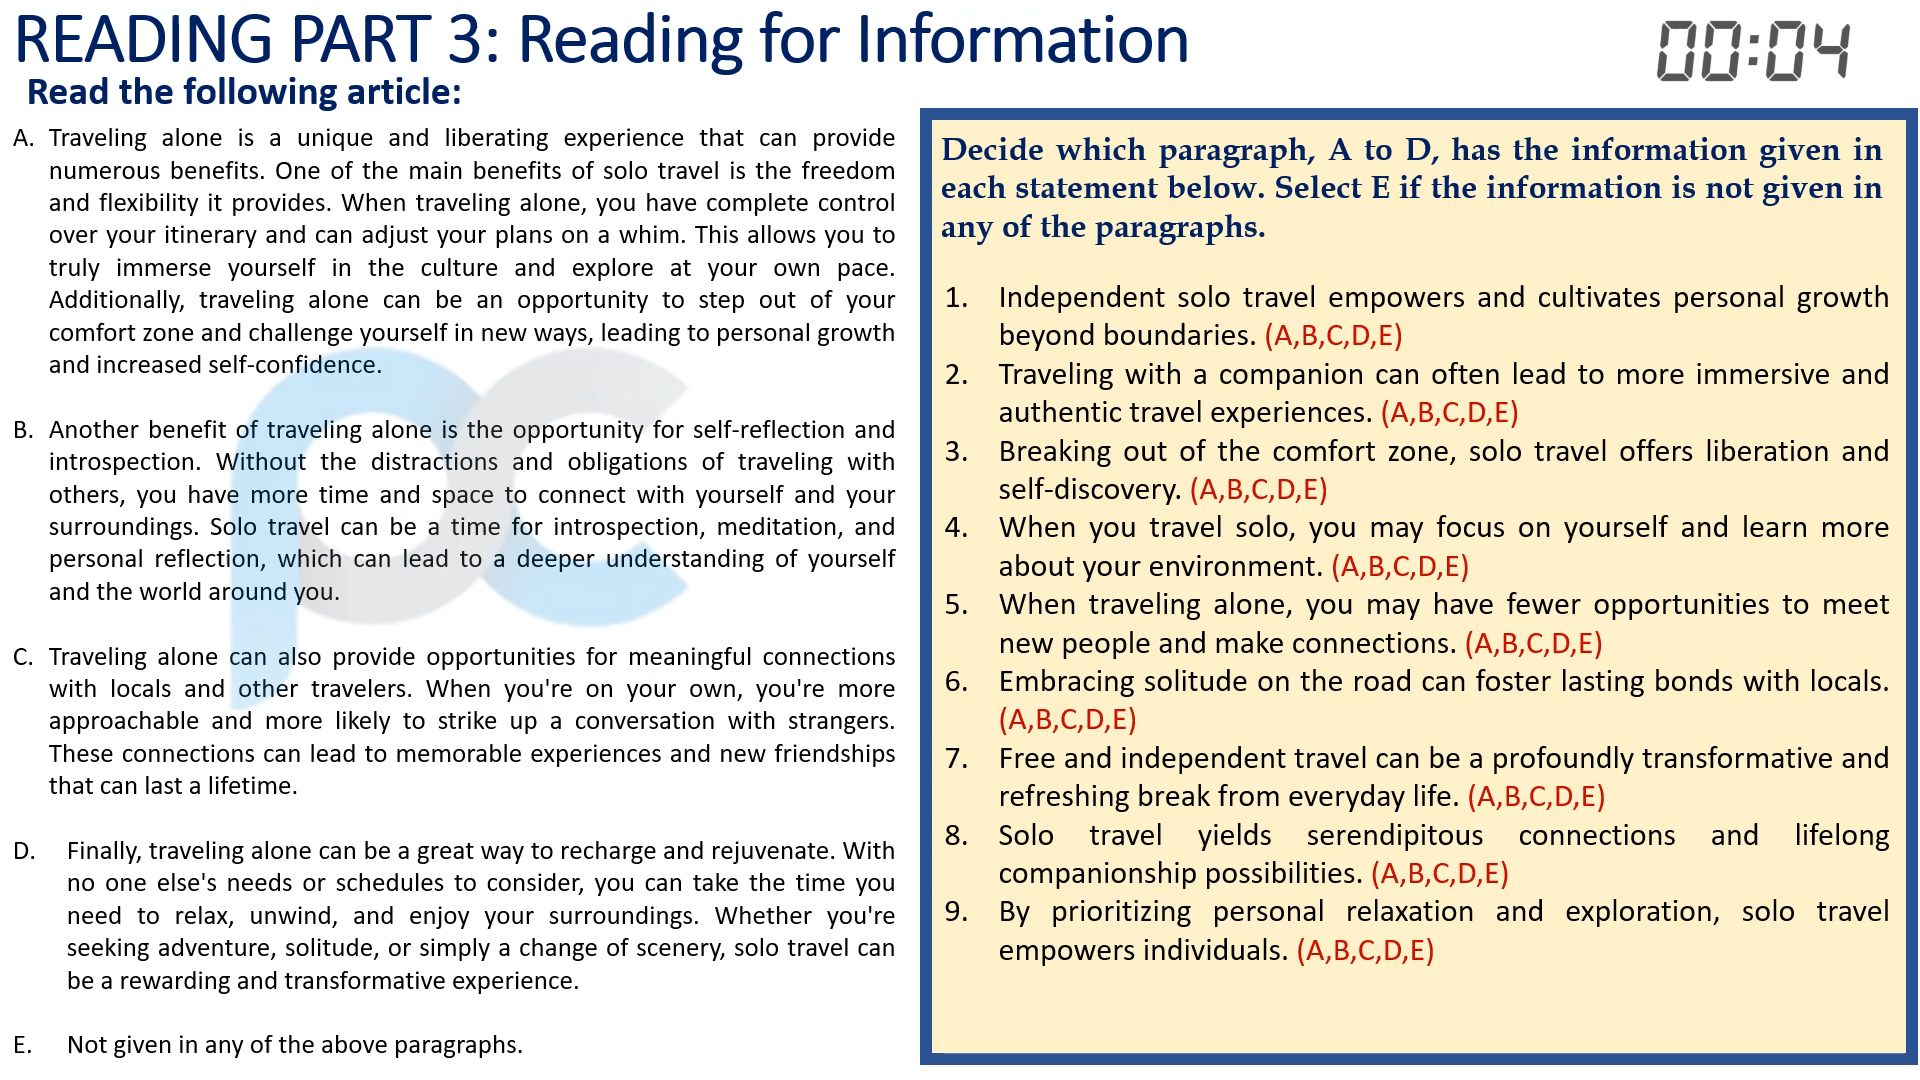 READING PART 3: Reading for Information
00:04
Read the following article:
A. Traveling alone is a unique and liberating experience that can provide
numerous benefits. One of the main benefits of solo travel is the freedom
and flexibility it provides. When traveling alone, you have complete control
over your itinerary and can adjust your plans on a whim. This allows you to
truly immerse yourself in the culture and explore at your own pace.
Additionally, traveling alone can be an opportunity to step out of your
comfort zone and challenge yourself in new ways, leading to personal growth
and increased self-confidence.
B. Another benefit of traveling alone is the opportunity for self-reflection and
introspection. Without the distractions and obligations of traveling with
others, you have more time and space to connect with yourself and your
surroundings. Solo travel can be a time for introspection, meditation, and
personal reflection, which can lead to a deeper understanding of yourself
and the world around you.
C. Traveling alone can also provide opportunities for meaningful connections
with locals and other travelers. When you're on your own, you're more
approachable and more likely to strike up a conversation with strangers.
These connections can lead to memorable experiences and new friendships
that can last a lifetime.
D. Finally, traveling alone can be a great way to recharge and rejuvenate. With
no one else's needs or schedules to consider, you can take the time you
need to relax, unwind, and enjoy your surroundings. Whether you're
seeking adventure, solitude, or simply a change of scenery, solo travel can
be a rewarding and transformative experience.
E. Not given in any of the above paragraphs.
Decide which paragraph, A to D, has the information given in
each statement below. Select E if the information is not given in
any of the paragraphs.
1. Independent solo travel empowers and cultivates personal growth
beyond boundaries. (A,B,C,D,E)
2. Traveling with a companion can often lead to more immersive and
authentic travel experiences. (A,B,C,D,E)
3. Breaking out of the comfort zone, solo travel offers liberation and
self-discovery. (A,B,C,D,E)
4. When you travel solo, you may focus on yourself and learn more
about your environment. (A,B,C,D,E)
5. When traveling alone, you may have fewer opportunities to meet
new people and make connections. (A,B,C,D,E)
6. Embracing solitude on the road can foster lasting bonds with locals.
(A,B,C,D,E)
7. Free and independent travel can be a profoundly transformative and
refreshing break from everyday life. (A,B,C,D,E)
8. Solo travel yields serendipitous connections and lifelong
companionship possibilities. (A,B,C,D,E)
9. By prioritizing personal relaxation and exploration, solo travel
empowers individuals. (A,B,C,D,E)